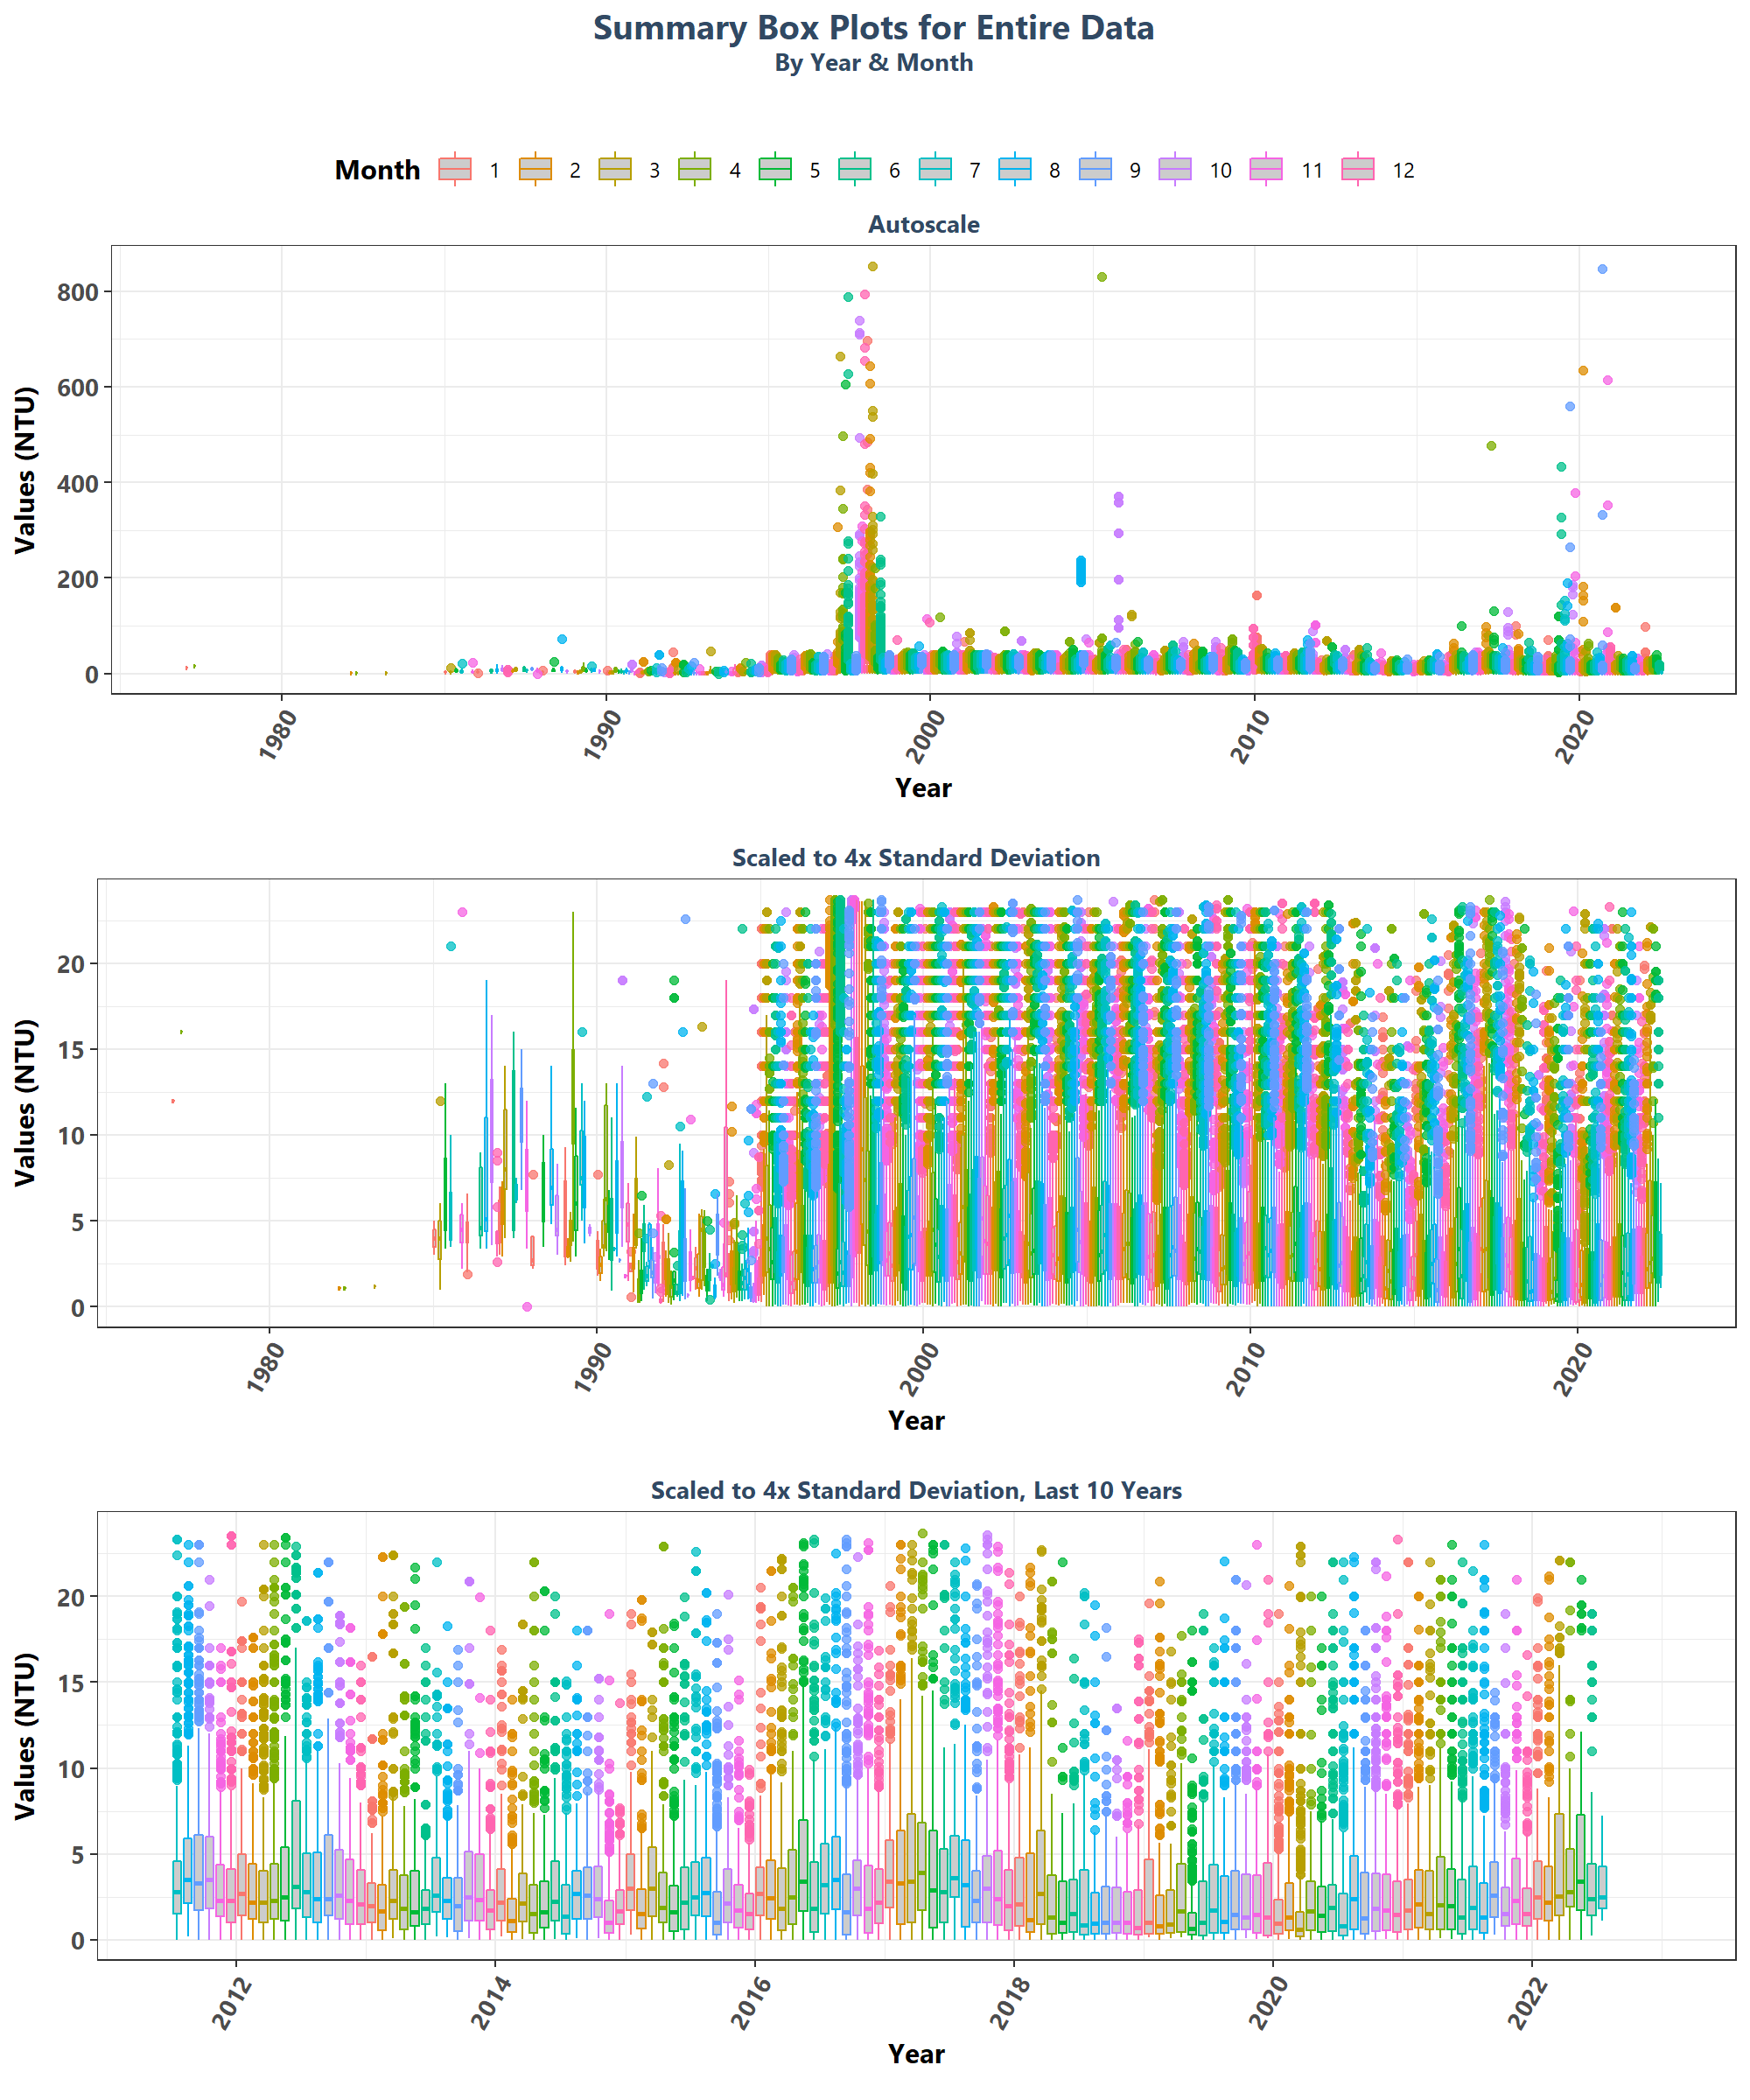 Summary Box Plots for Entire Data
By Year & Month
Month 1 2 3 4 5 6 7 8 9 10 11 12
Autoscale
Values (NTU)
800
600
400
200
0
1980 1990 2000 2010 2020
Year
Scaled to 4x Standard Deviation
Values (NTU)
20
15
10
5
0
1980 1990 2000 2010 2020
Year
Scaled to 4x Standard Deviation, Last 10 Years
Values (NTU)
20
15
10
5
0
2012 2014 2016 2018 2020 2022
Year